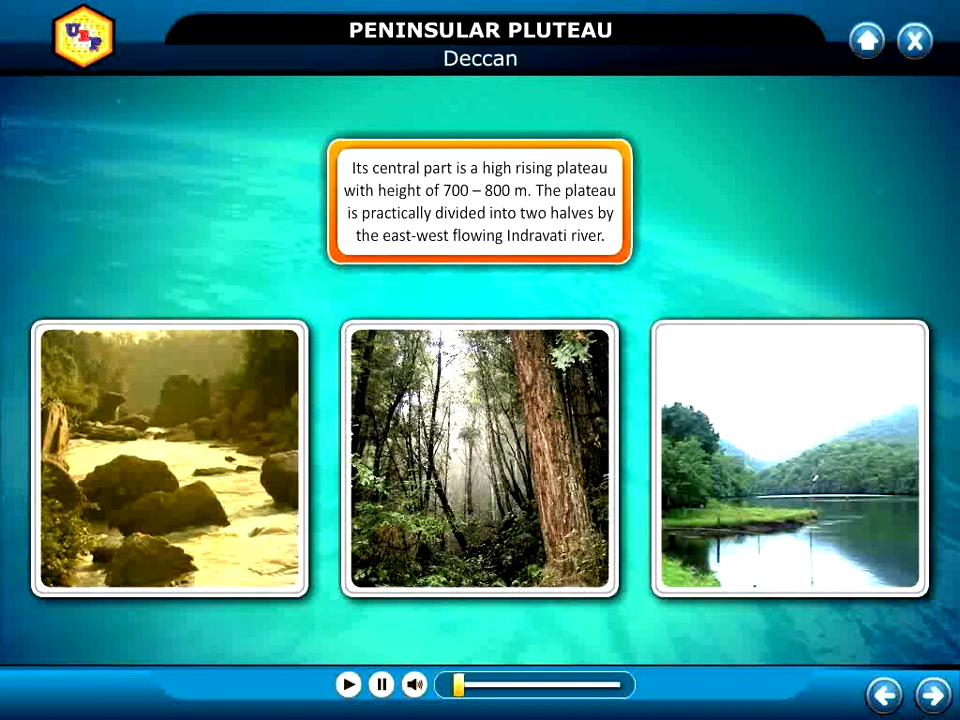 UEP
PENINSULAR PLUTEAU
Deccan
X
Its central part is a high rising plateau
with height of 700 – 800 m. The plateau
is practically divided into two halves by
the east-west flowing Indravati river.